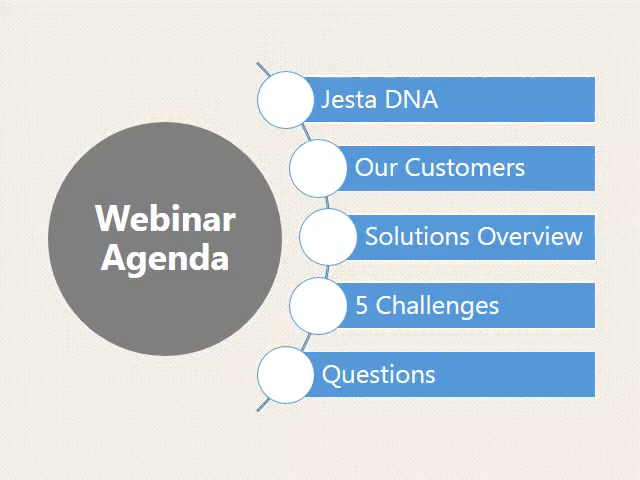 Webinar
Agenda
Jesta DNA
Our Customers
Solutions Overview
5 Challenges
Questions